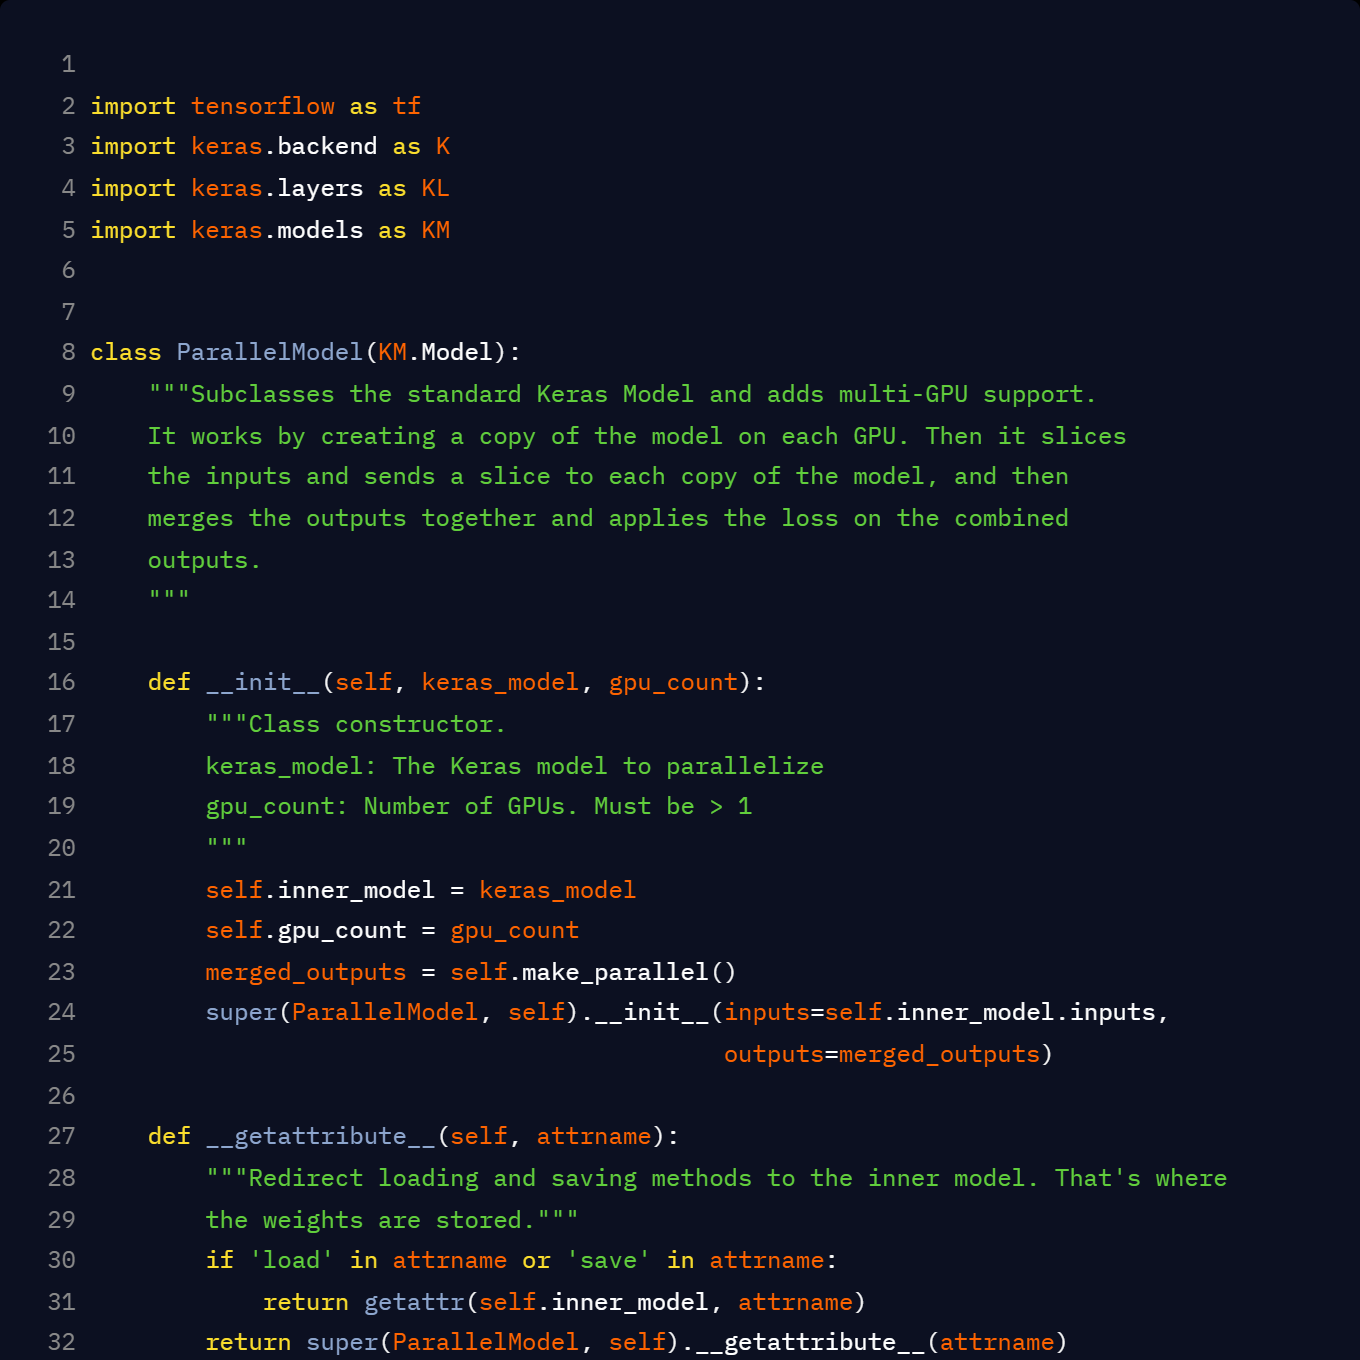 1
2 import tensorflow as tf
3 import keras.backend as K
4 import keras.layers as KL
5 import keras.models as KM
6
7
8 class ParallelModel(KM.Model):
9     """Subclasses the standard Keras Model and adds multi-GPU support.
10     It works by creating a copy of the model on each GPU. Then it slices
11     the inputs and sends a slice to each copy of the model, and then
12     merges the outputs together and applies the loss on the combined
13     outputs.
14     """
15
16     def __init__(self, keras_model, gpu_count):
17         """Class constructor.
18         keras_model: The Keras model to parallelize
19         gpu_count: Number of GPUs. Must be > 1
20         """
21         self.inner_model = keras_model
22         self.gpu_count = gpu_count
23         merged_outputs = self.make_parallel()
24         super(ParallelModel, self).__init__(inputs=self.inner_model.inputs,
25                                             outputs=merged_outputs)
26
27     def __getattribute__(self, attrname):
28         """Redirect loading and saving methods to the inner model. That's where
29         the weights are stored."""
30         if 'load' in attrname or 'save' in attrname:
31             return getattr(self.inner_model, attrname)
32         return super(ParallelModel, self).__getattribute__(attrname)